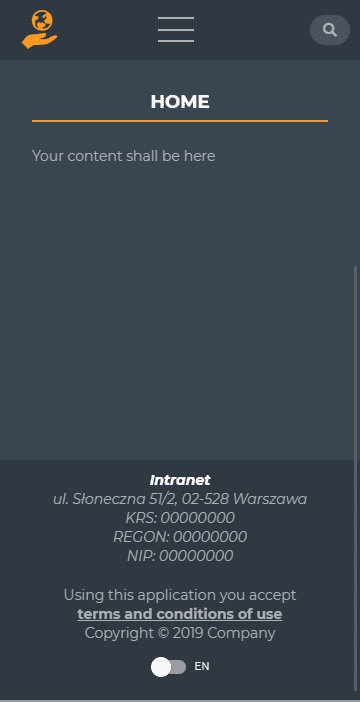 HOME
Your content shall be here
Intranet
ul. Słoneczna 51/2, 02-528 Warszawa
KRS: 00000000
REGON: 00000000
NIP: 00000000
Using this application you accept
terms and conditions of use
Copyright © 2019 Company
EN